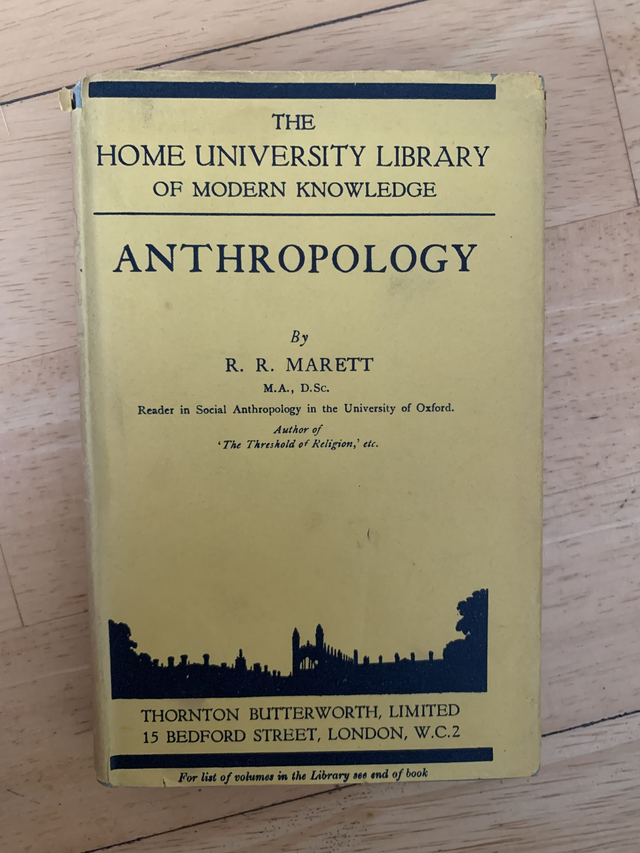 THE
HOME UNIVERSITY LIBRARY
OF MODERN KNOWLEDGE
ANTHROPOLOGY
By
R. R. MARETT
M.A., D.Sc.
Reader in Social Anthropology in the University of Oxford.
Author of
'The Threshold of Religion,' etc.
THORNTON BUTTERWORTH, LIMITED
15 BEDFORD STREET, LONDON, W.C.2
For list of volumes in the Library see end of book